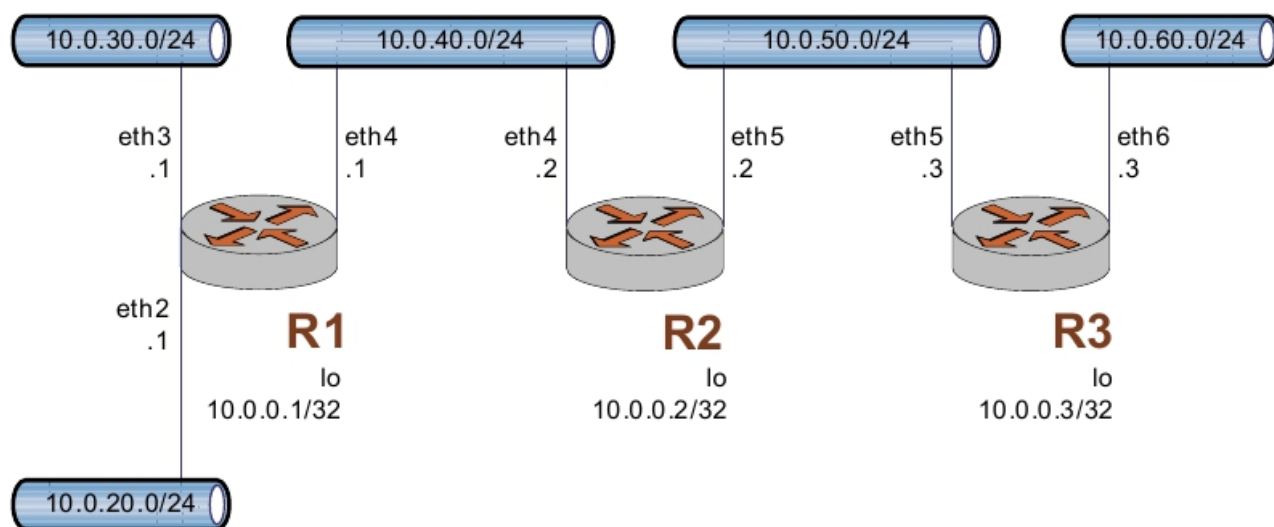 10.0.30.0/24
10.0.40.0/24
10.0.50.0/24
10.0.60.0/24
eth3
.1
eth4
.1
eth4
.2
eth5
.2
eth5
.3
eth6
.3
eth2
.1
R1
lo
10.0.0.1/32
R2
lo
10.0.0.2/32
R3
lo
10.0.0.3/32
10.0.20.0/24